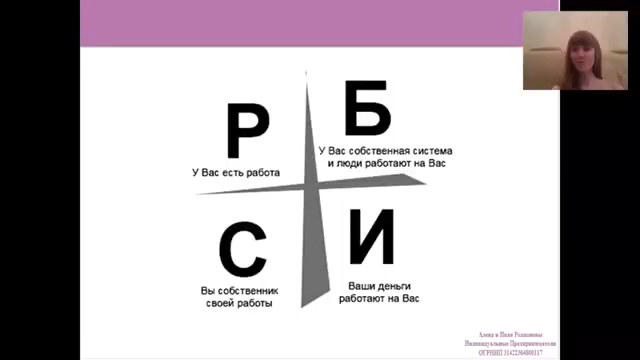 Р
У Вас есть работа
Б
У Вас собственная система
и люди работают на Вас
С
Вы собственник
своей работы
И
Ваши деньги
работают на Вас
Индивидуальные Предприниматели